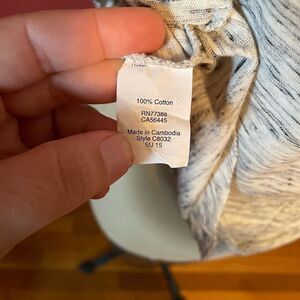 100% Cotton
RN77388
CA56445
Made in Cambodia
Style C8032
SU 15